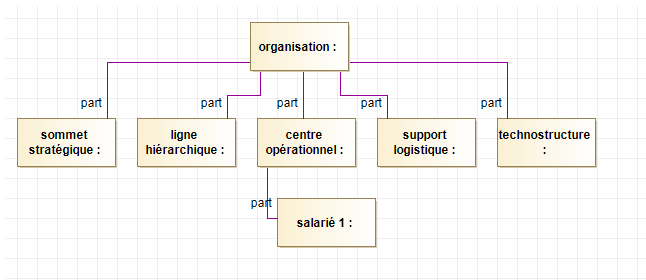 organisation :
part
part
part
part
part
sommet
stratégique :
ligne
hiérarchique :
centre
opérationnel :
support
logistique :
technostructure
:
part
salarié 1 :